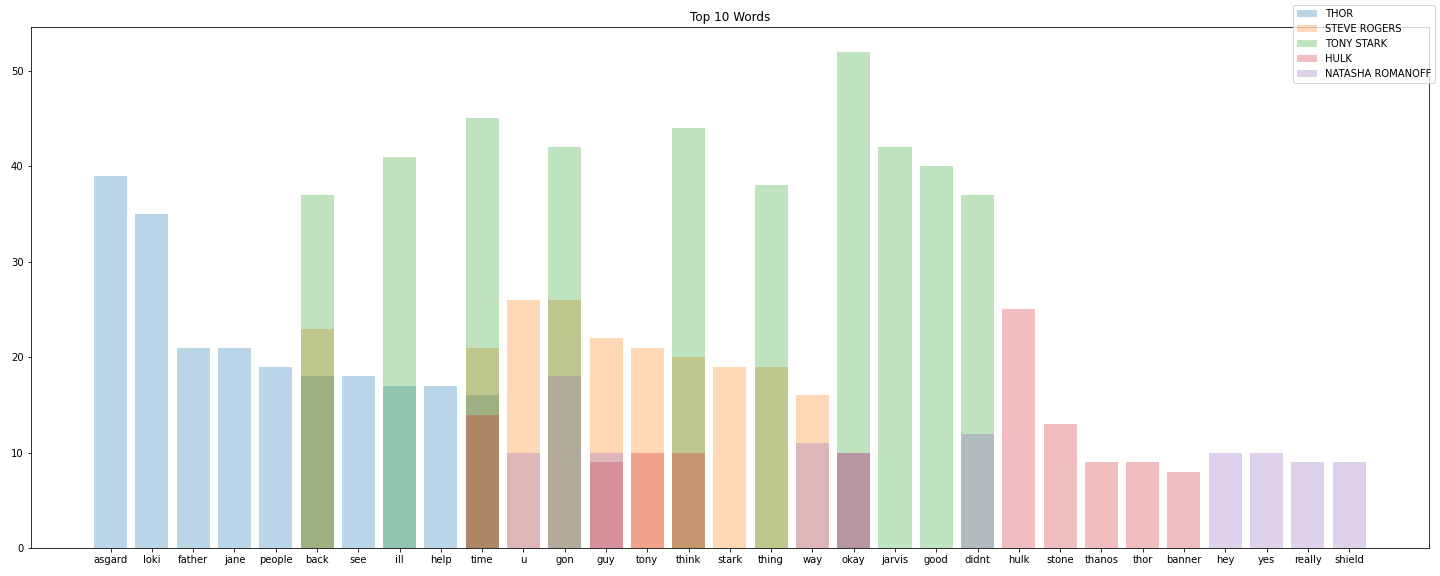 Top 10 Words
THOR
STEVE ROGERS
TONY STARK
HULK
NATASHA ROMANOFF
50
40
30
20
10
0
asgard loki father jane people back see ill help time u gon guy tony think stark thing way okay jarvis good didnt hulk stone thanos thor banner hey yes really shield